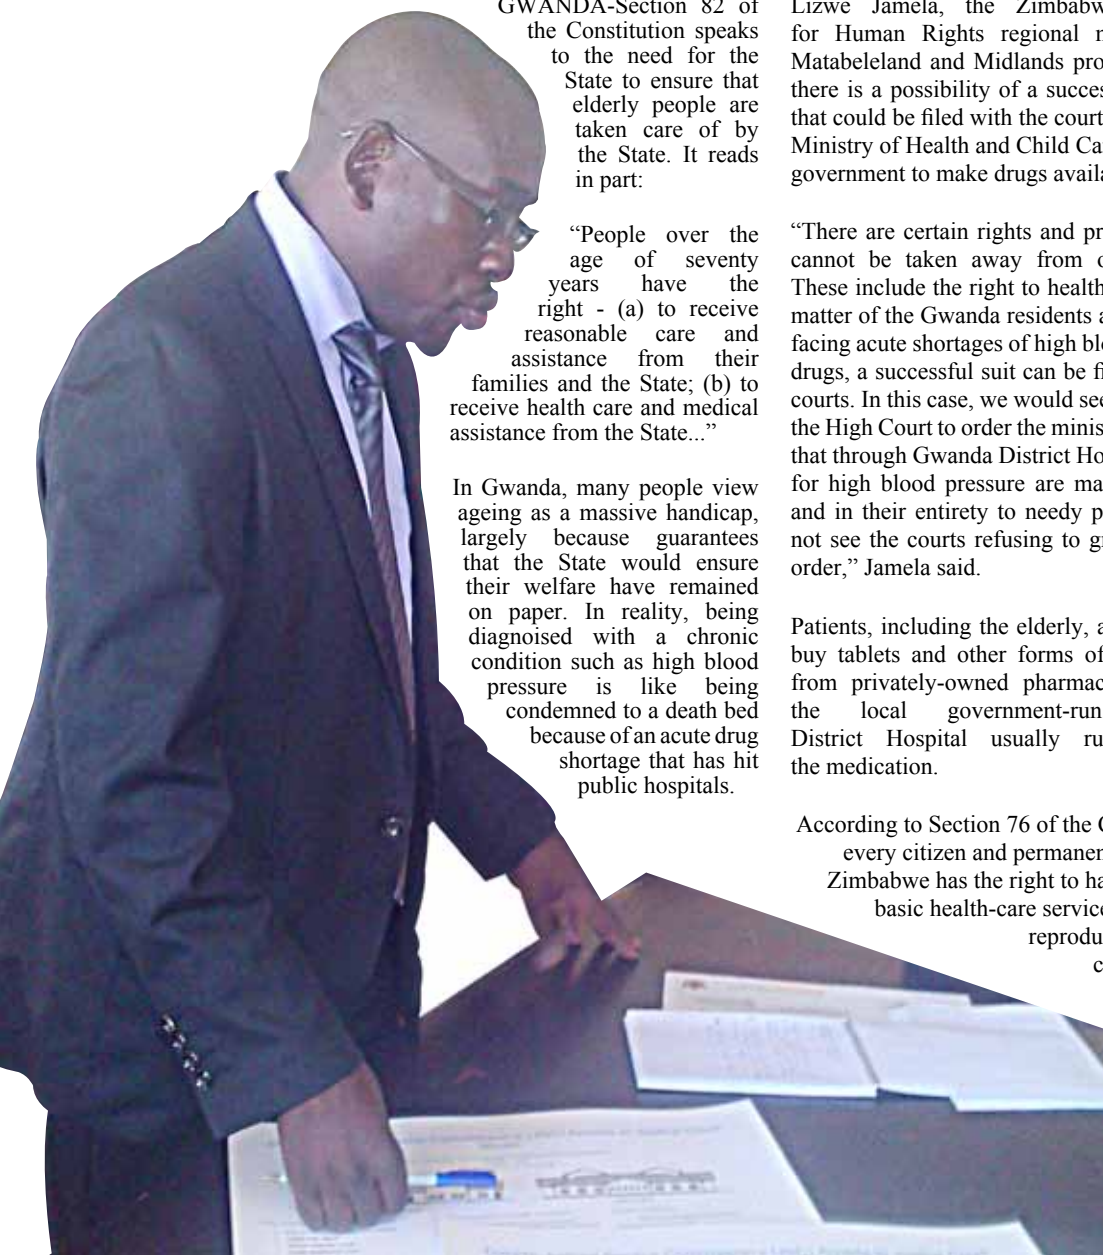 GWANDA-Section 82 of
the Constitution speaks
to the need for the
State to ensure that
elderly people are
taken care of by
the State. It reads
in part:
“People over the
age of seventy
years have the
right - (a) to receive
reasonable care and
assistance from their
families and the State; (b) to
receive health care and medical
assistance from the State...”
In Gwanda, many people view
ageing as a massive handicap,
largely because guarantees
that the State would ensure
their welfare have remained
on paper. In reality, being
diagnoised with a chronic
condition such as high blood
pressure is like being
condemned to a death bed
because of an acute drug
shortage that has hit
public hospitals.
Lizwe Jamela, the Zimbabw
for Human Rights regional
Matabeleland and Midlands pro
there is a possibility of a succes
that could be filed with the court
Ministry of Health and Child Ca
government to make drugs avail
“There are certain rights and pr
cannot be taken away from
These include the right to health
matter of the Gwanda residents a
facing acute shortages of high blo
drugs, a successful suit can be fi
courts. In this case, we would see
the High Court to order the minis
that through Gwanda District Ho
for high blood pressure are ma
and in their entirety to needy p
not see the courts refusing to g
order,” Jamela said.
Patients, including the elderly, a
buy tablets and other forms of
from privately-owned pharmac
the local government-run
District Hospital usually ru
the medication.
According to Section 76 of the
every citizen and permanen
Zimbabwe has the right to ha
basic health-care service
reprodu
c